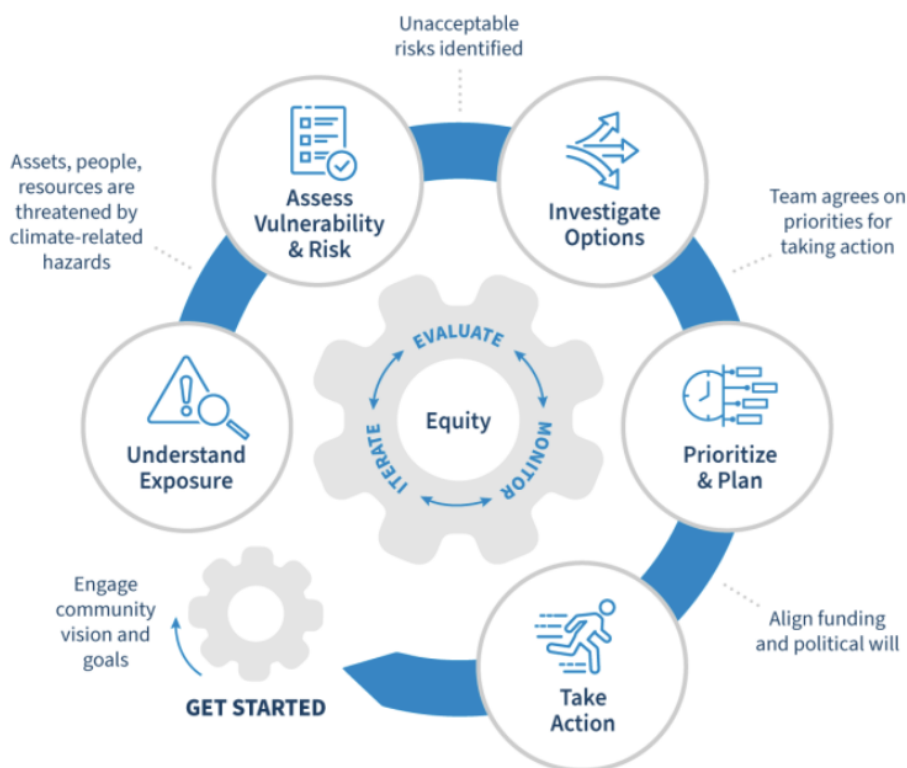 Unacceptable
risks identified
Assess
Vulnerability
& Risk
Investigate
Options
Assets, people,
resources are
threatened by
climate-related
hazards
Team agrees on
priorities for
taking action
EVALUATE
Equity
ITERATE
MONITOR
Understand
Exposure
Prioritize
& Plan
Engage
community
vision and
goals
GET STARTED
Take
Action
Align funding
and political will